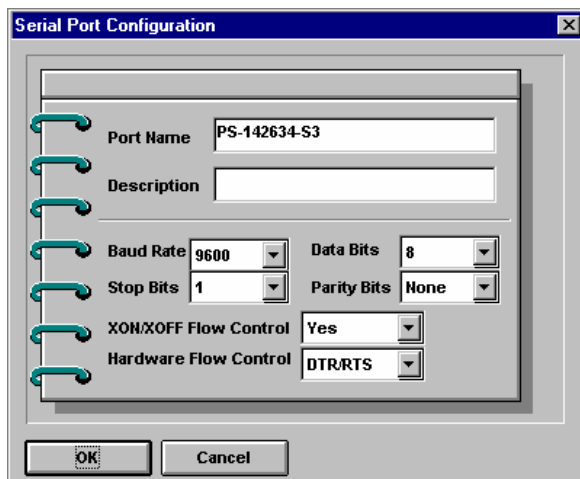 Serial Port Configuration
Port Name PS-142634-S3
Description
Baud Rate 9600 Data Bits 8
Stop Bits 1 Parity Bits None
XON/XOFF Flow Control Yes
Hardware Flow Control DTR/RTS
OK Cancel